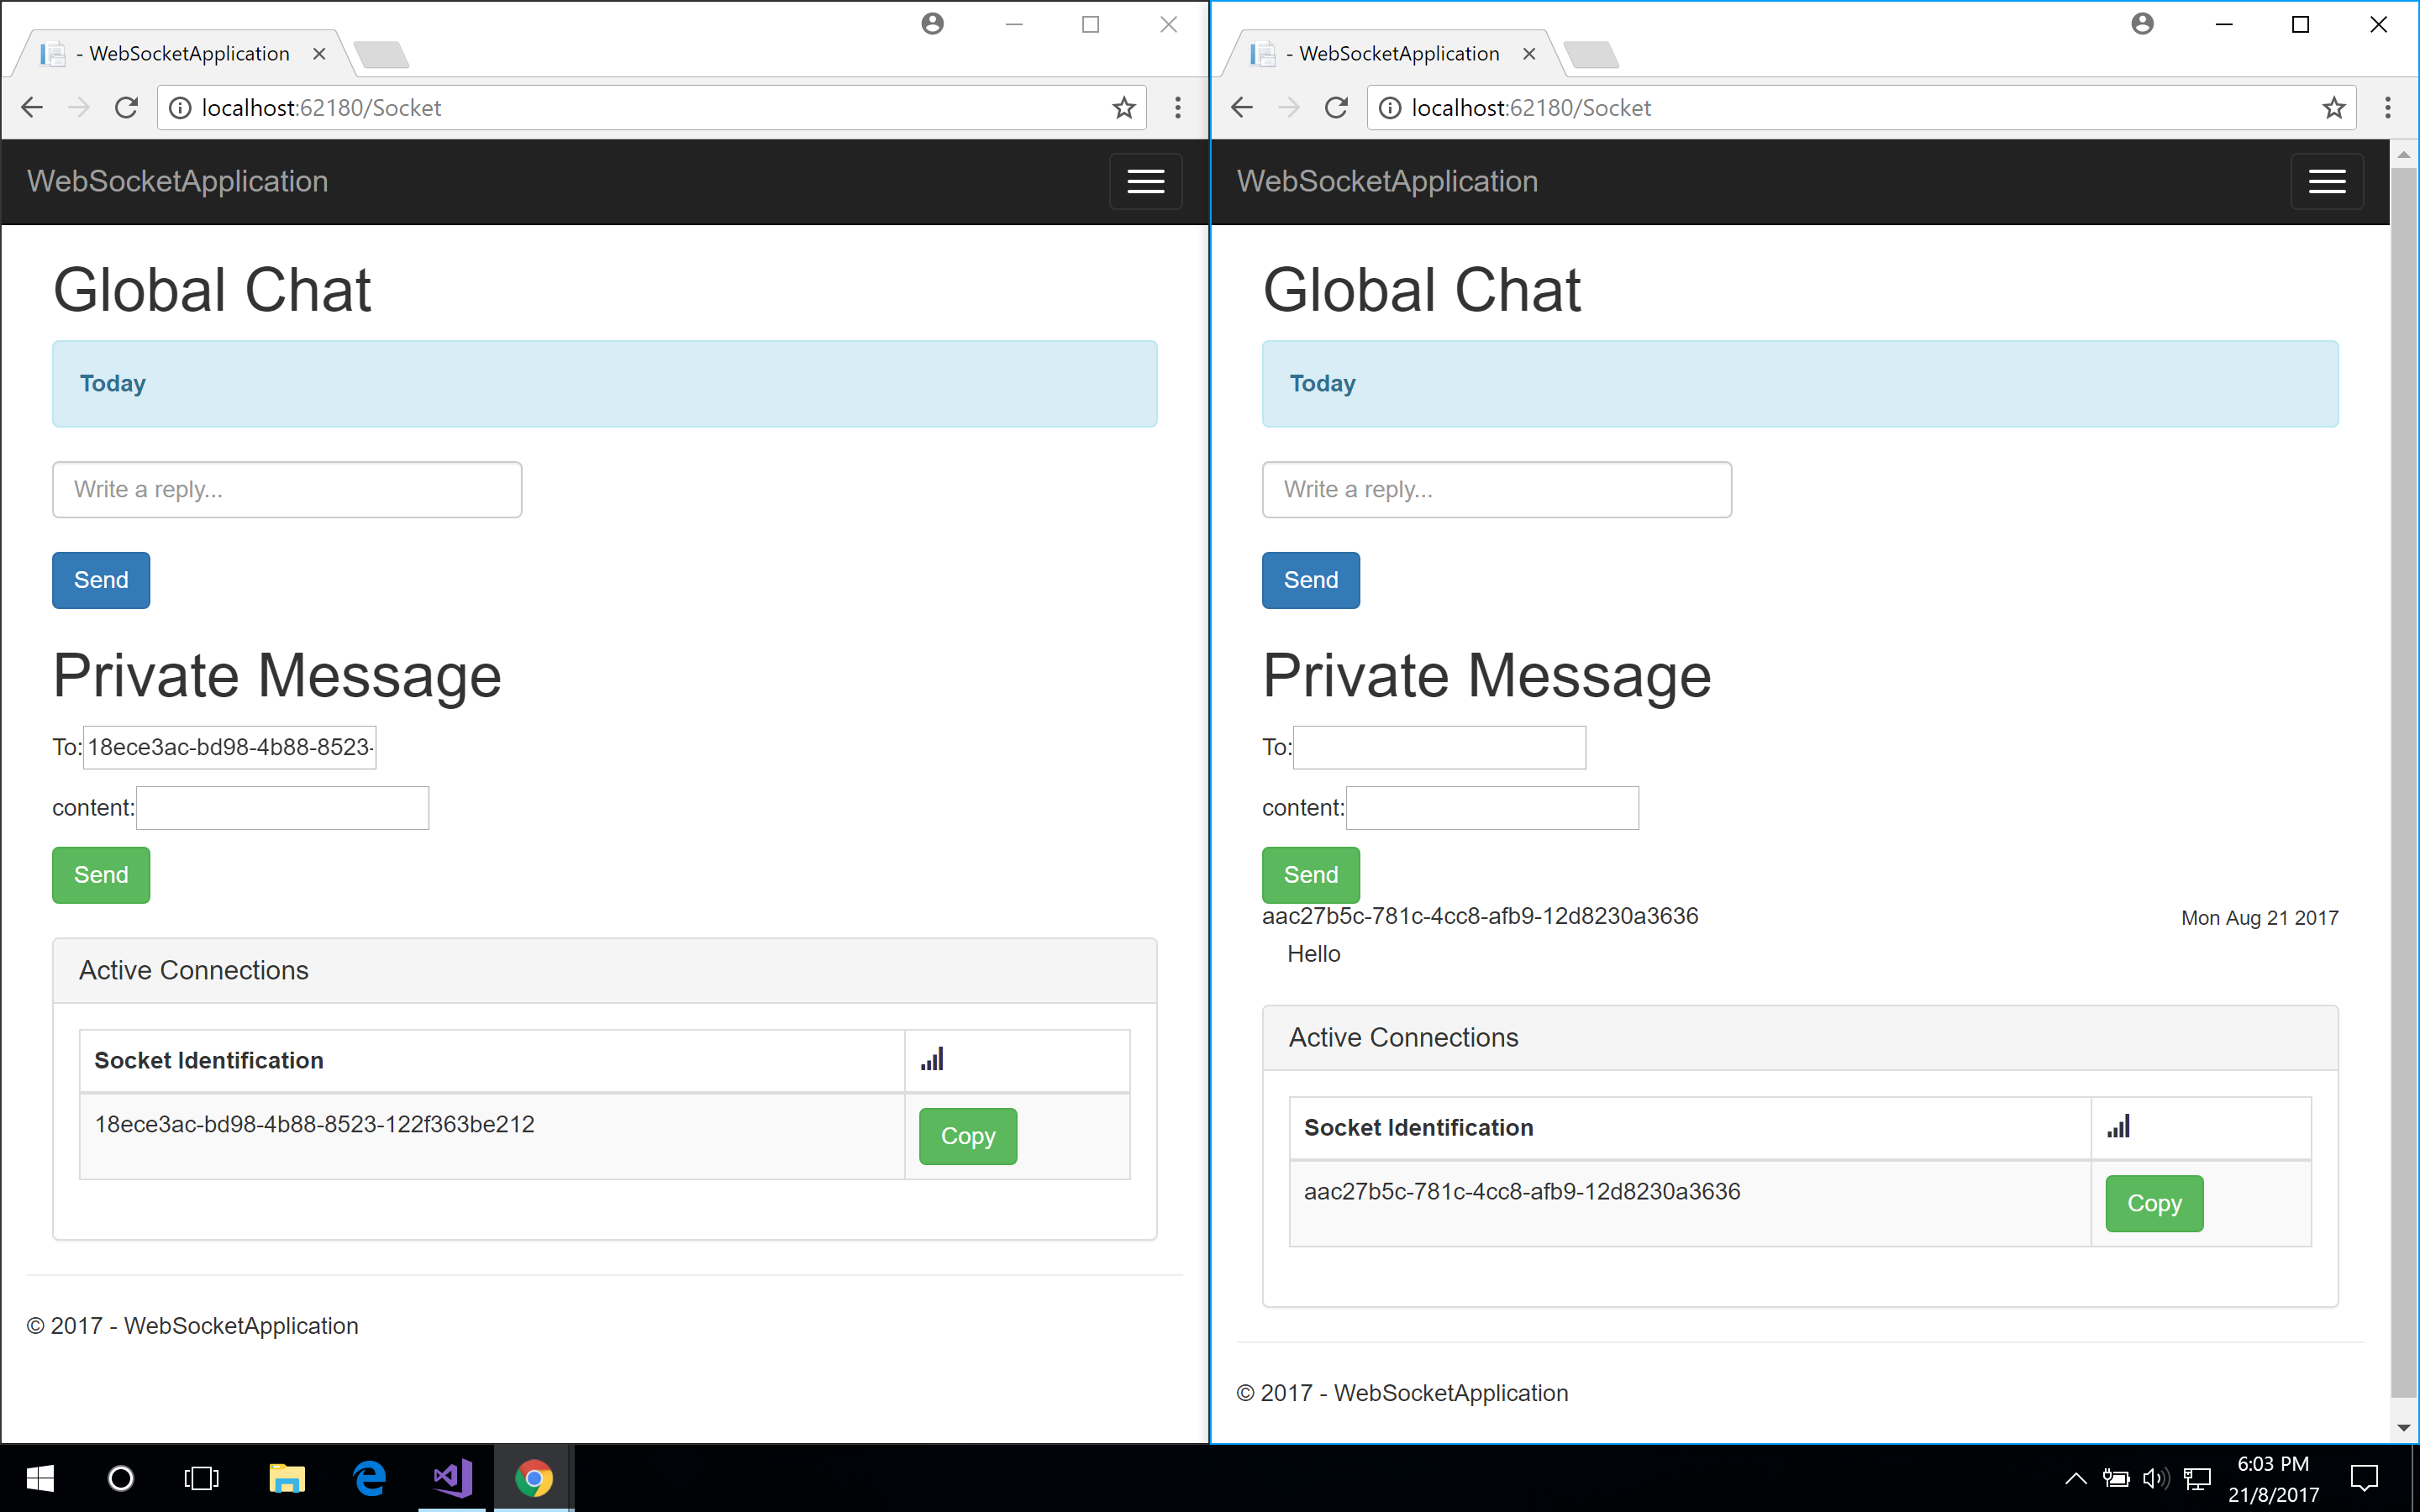 - WebSocketApplication
localhost:62180/Socket
WebSocketApplication
Global Chat
Today
Write a reply...
Send
Private Message
To: 18ece3ac-bd98-4b88-8523-
content:
Send
Active Connections
Socket Identification
18ece3ac-bd98-4b88-8523-122f363be212 Copy
© 2017 - WebSocketApplication
- WebSocketApplication
localhost:62180/Socket
WebSocketApplication
Global Chat
Today
Write a reply...
Send
Private Message
To:
content:
Send
aac27b5c-781c-4cc8-afb9-12d8230a3636 Mon Aug 21 2017
Hello
Active Connections
Socket Identification
aac27b5c-781c-4cc8-afb9-12d8230a3636 Copy
© 2017 - WebSocketApplication
6:03 PM
21/8/2017